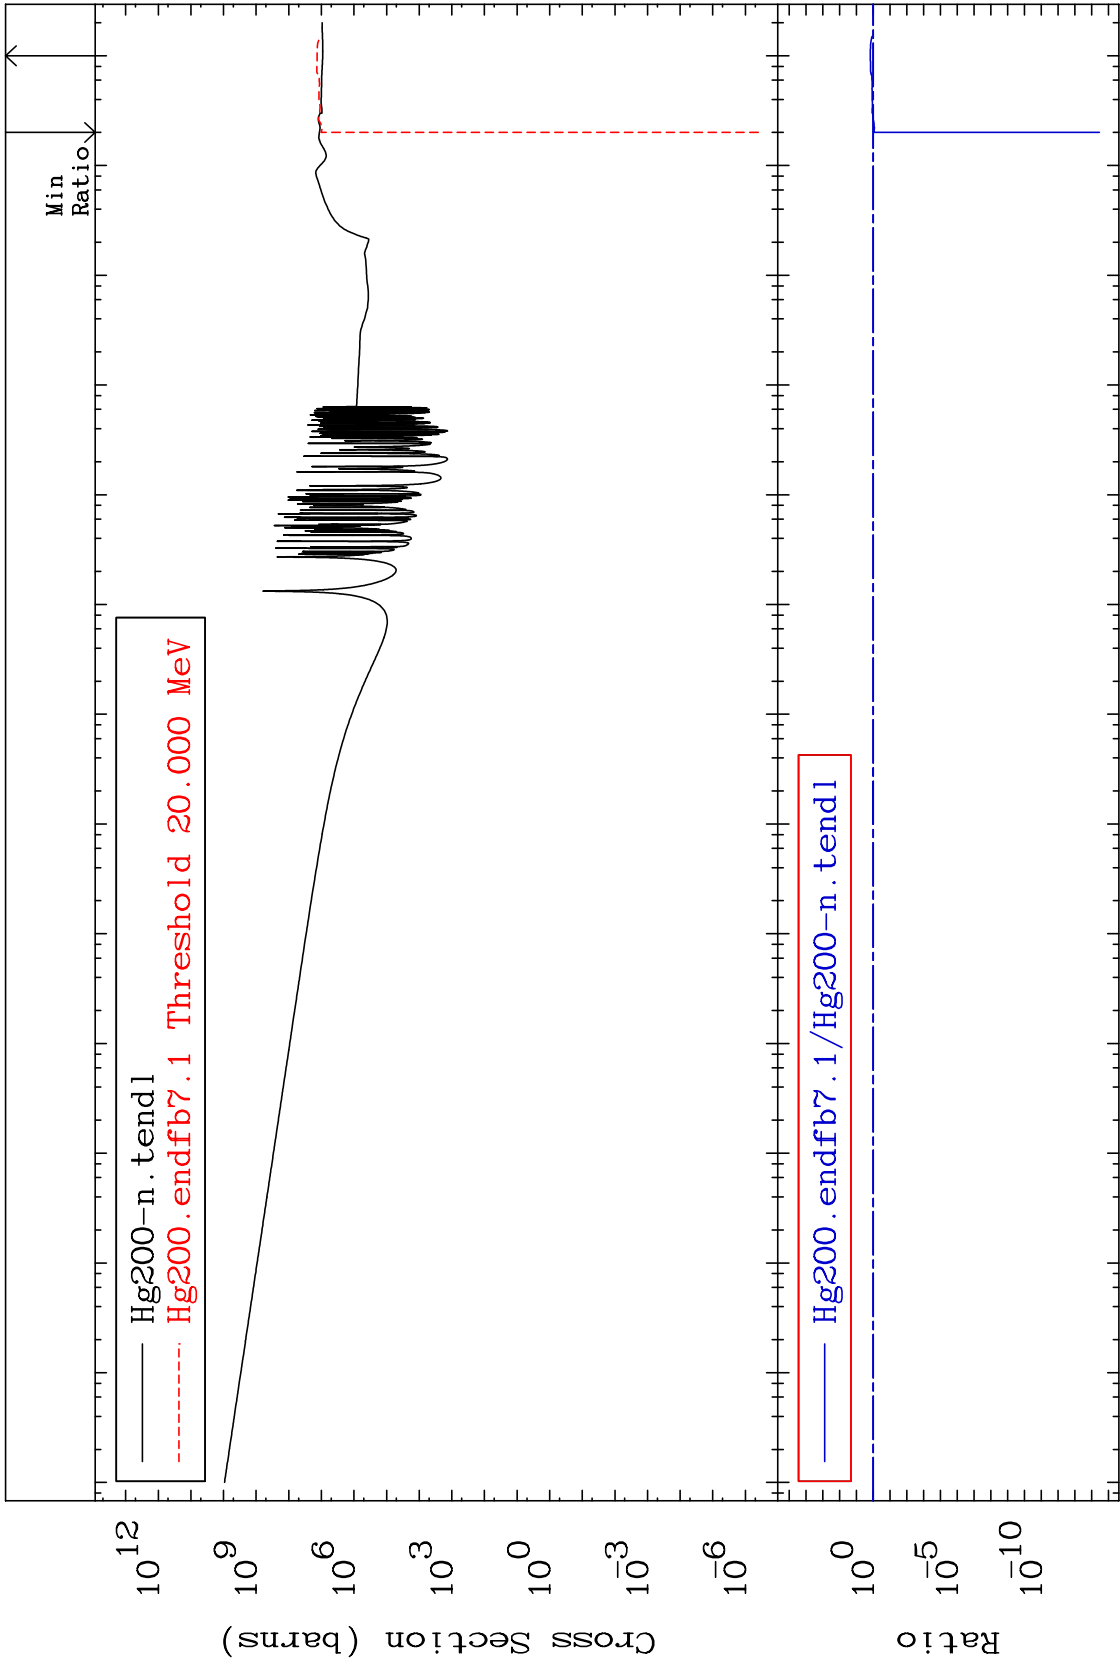 Min
Ratio
Hg200-n.tendl
Hg200.endfb7.1 Threshold 20.000 MeV
10^12
10^9
10^6
10^3
10^0
10^-3
10^-6
Cross Section (barns)
Hg200.endfb7.1/Hg200-n.tendl
10^0
10^-5
10^-10
Ratio